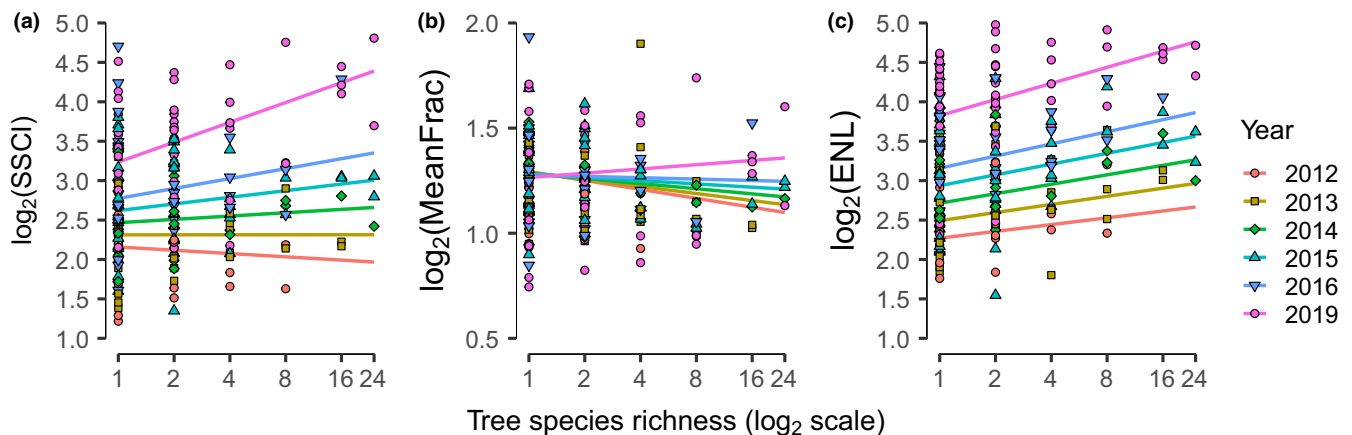 (a)
(b)
(c)
log₂(SSCI)
5.0
4.5
4.0
3.5
3.0
2.5
2.0
1.5
1.0
1 2 4 8 16 24
log₂(MeanFrac)
2.0
1.5
1.0
0.5
1 2 4 8 16 24
log₂(ENL)
5.0
4.5
4.0
3.5
3.0
2.5
2.0
1.5
1.0
1 2 4 8 16 24
Tree species richness (log₂ scale)
Year
2012
2013
2014
2015
2016
2019